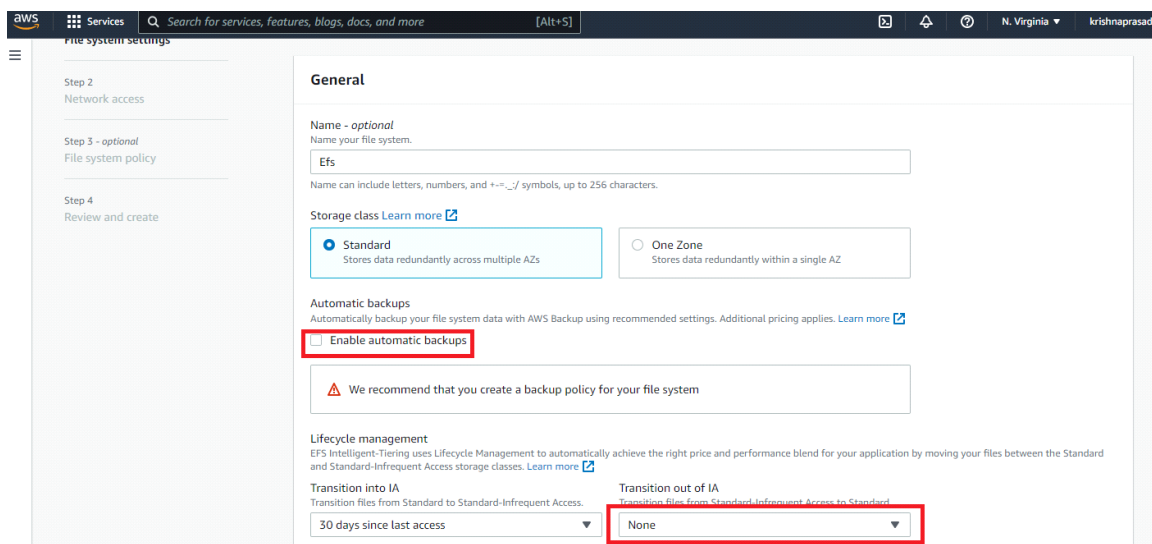 aws
Services
Search for services, features, blogs, docs, and more
[Alt+S]
N. Virginia
krishnaprasad
File system settings
Step 2
Network access
Step 3 - optional
File system policy
Step 4
Review and create
General
Name - optional
Name your file system.
Efs
Name can include letters, numbers, and +-=._:/ symbols, up to 256 characters.
Storage class Learn more
Standard
Stores data redundantly across multiple AZs
One Zone
Stores data redundantly within a single AZ
Automatic backups
Automatically backup your file system data with AWS Backup using recommended settings. Additional pricing applies. Learn more
Enable automatic backups
We recommend that you create a backup policy for your file system
Lifecycle management
EFS Intelligent-Tiering uses Lifecycle Management to automatically achieve the right price and performance blend for your application by moving your files between the Standard
and Standard-Infrequent Access storage classes. Learn more
Transition into IA
Transition files from Standard to Standard-Infrequent Access.
30 days since last access
Transition out of IA
Transition files from Standard-Infrequent Access to Standard.
None